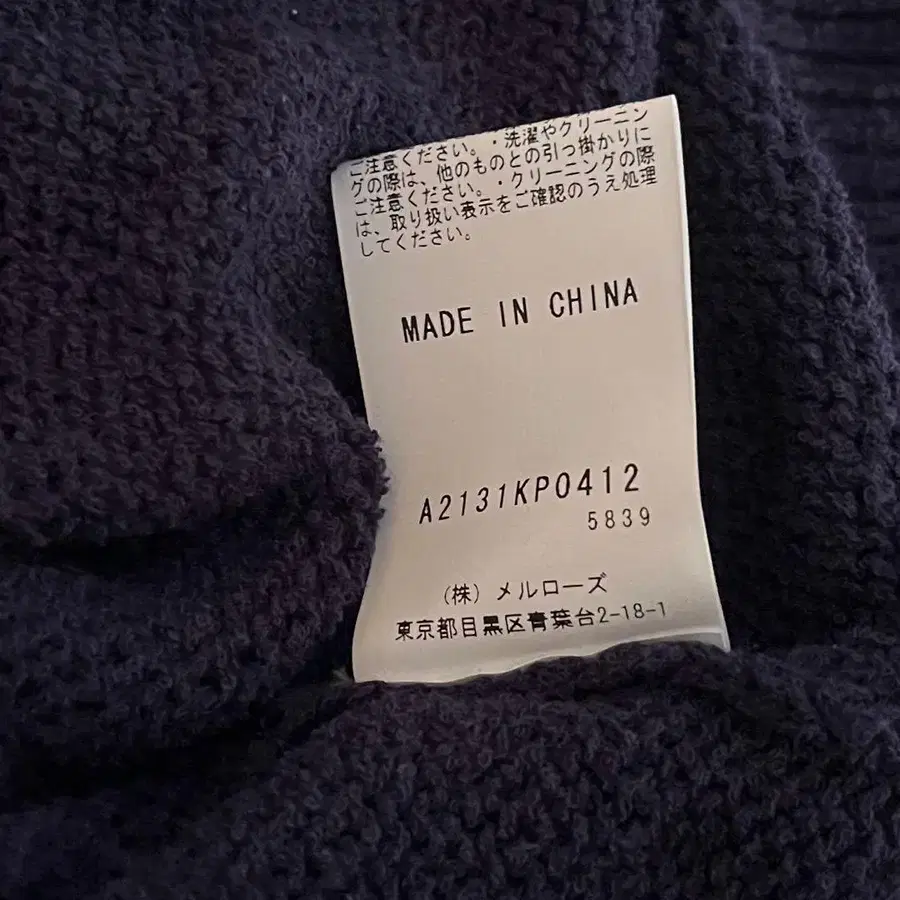 ご注意ください。・洗濯やクリーニン
グの際は、他のものとの引っ掛かりに
ご注意ください。・クリーニングの際
は、取り扱い表示をご確認のうえ処理
してください。
MADE IN CHINA
A2131KP0412
5839
(株) メルローズ
東京都目黒区青葉台2-18-1